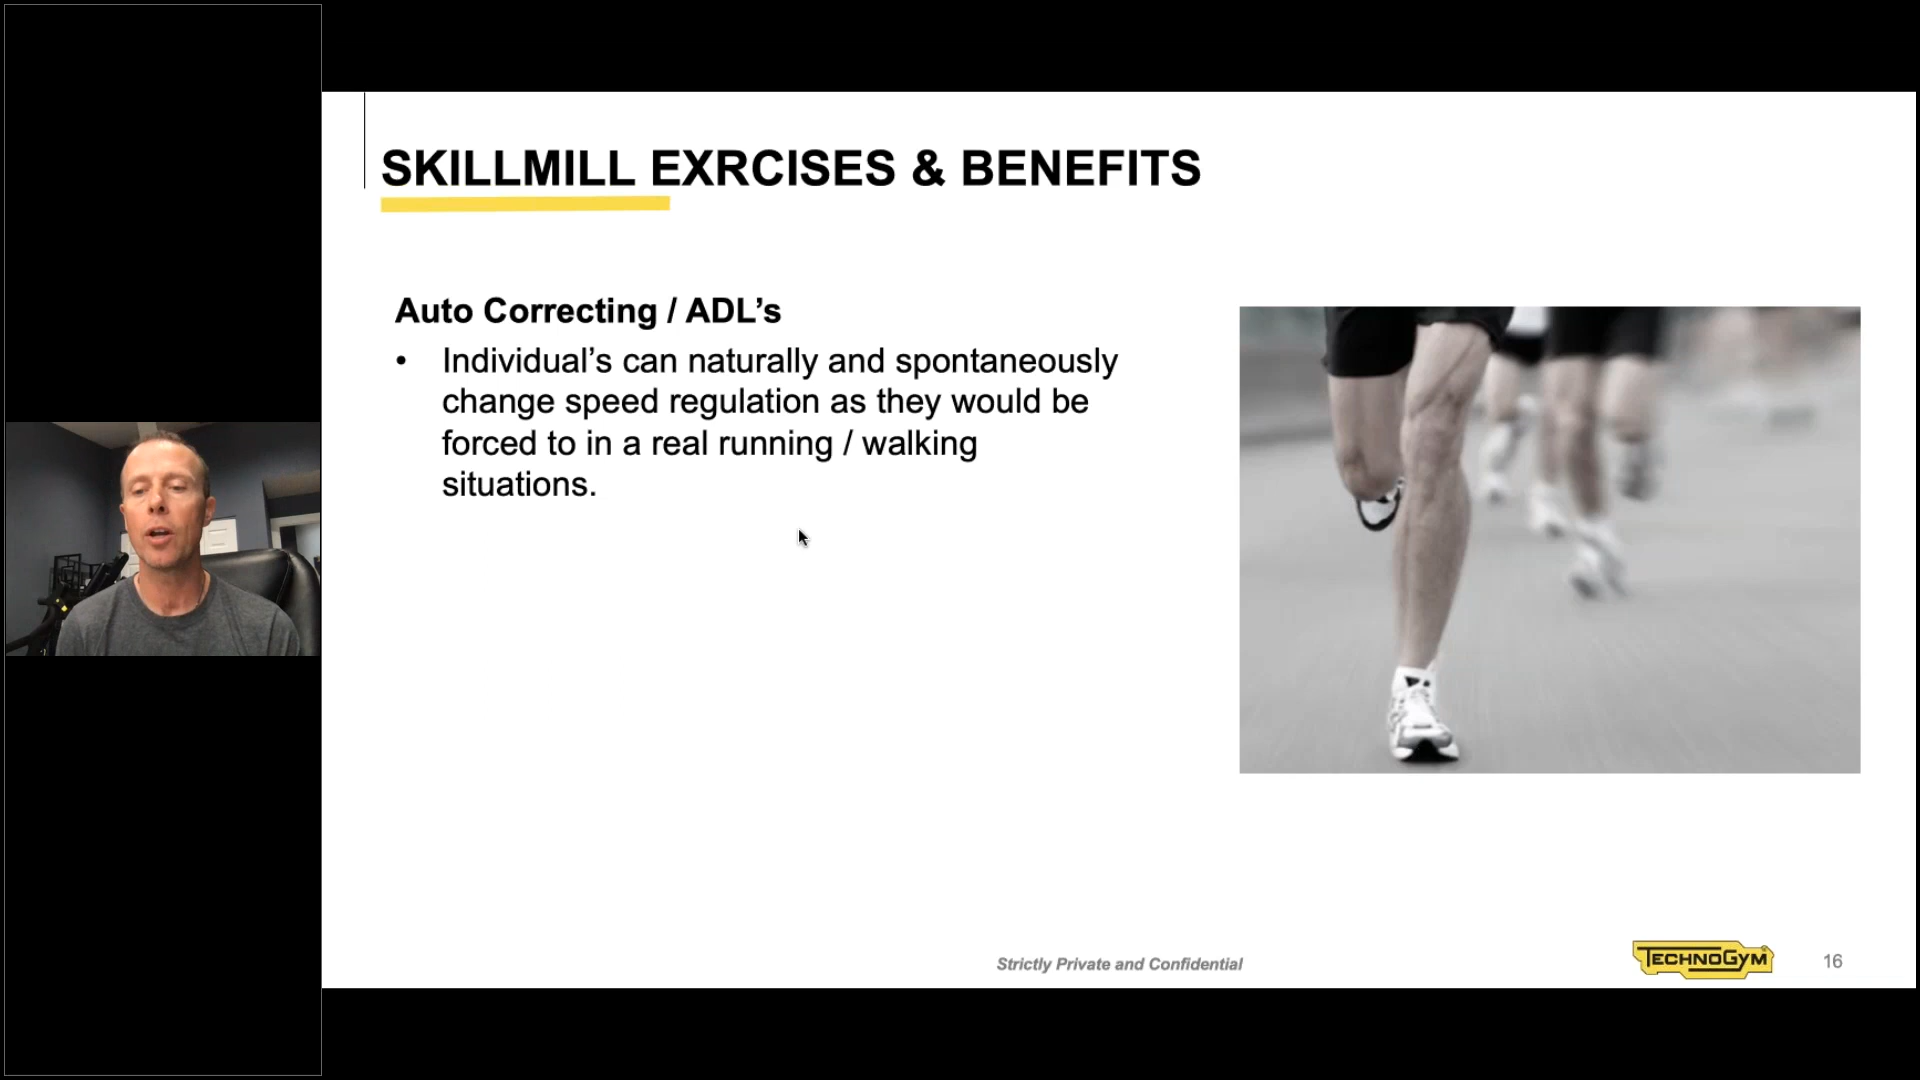 SKILLMILL EXRCISES & BENEFITS
Auto Correcting / ADL’s
• Individual’s can naturally and spontaneously
change speed regulation as they would be
forced to in a real running / walking
situations.
Strictly Private and Confidential
TECHNOGYM
16